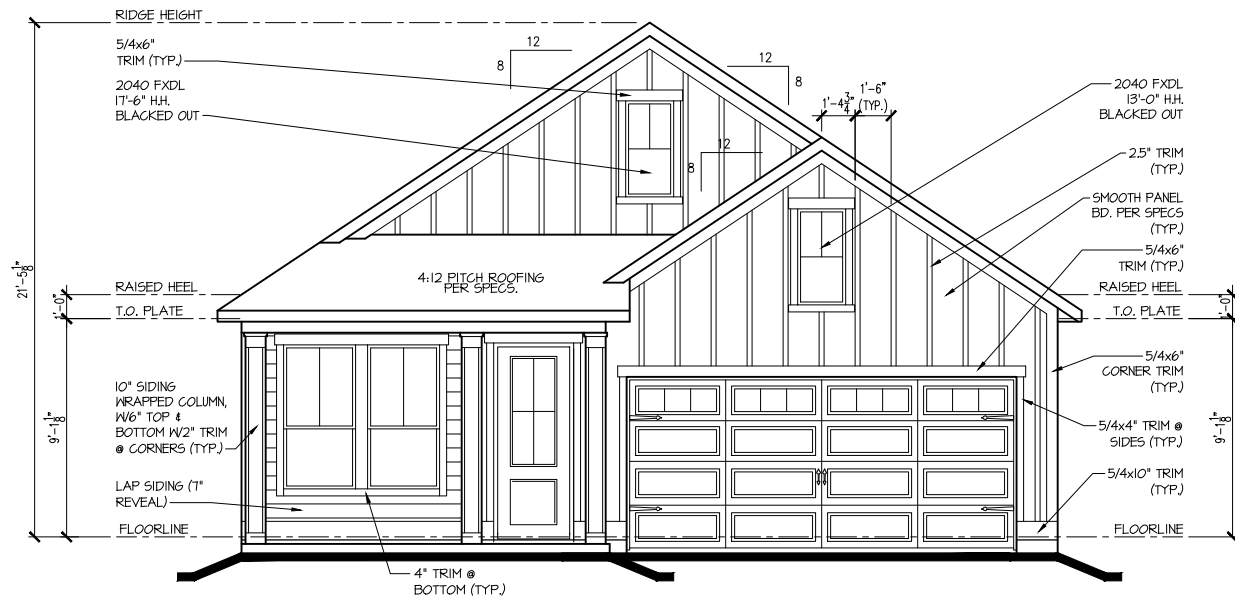 RIDGE HEIGHT
5/4x6"
TRIM (TYP.)
2040 FXDL
17'-6" H.H.
BLACKED OUT
12
8
12
8
12
8
1'-4 3/4"
1'-6"
(TYP.)
2040 FXDL
13'-0" H.H.
BLACKED OUT
2.5" TRIM
(TYP.)
SMOOTH PANEL
BD. PER SPECS
(TYP.)
5/4x6"
TRIM (TYP.)
4:12 PITCH ROOFING
PER SPECS.
21'-5 1/8"
RAISED HEEL
1'-0"
T.O. PLATE
RAISED HEEL
1'-0"
T.O. PLATE
10" SIDING
WRAPPED COLUMN,
W/6" TOP &
BOTTOM W/2" TRIM
@ CORNERS (TYP.)
9'-1 1/8"
LAP SIDING (7"
REVEAL)
FLOORLINE
4" TRIM @
BOTTOM (TYP.)
5/4x6"
CORNER TRIM
(TYP.)
5/4x4" TRIM @
SIDES (TYP.)
9'-1 1/8"
5/4x10" TRIM
(TYP.)
FLOORLINE